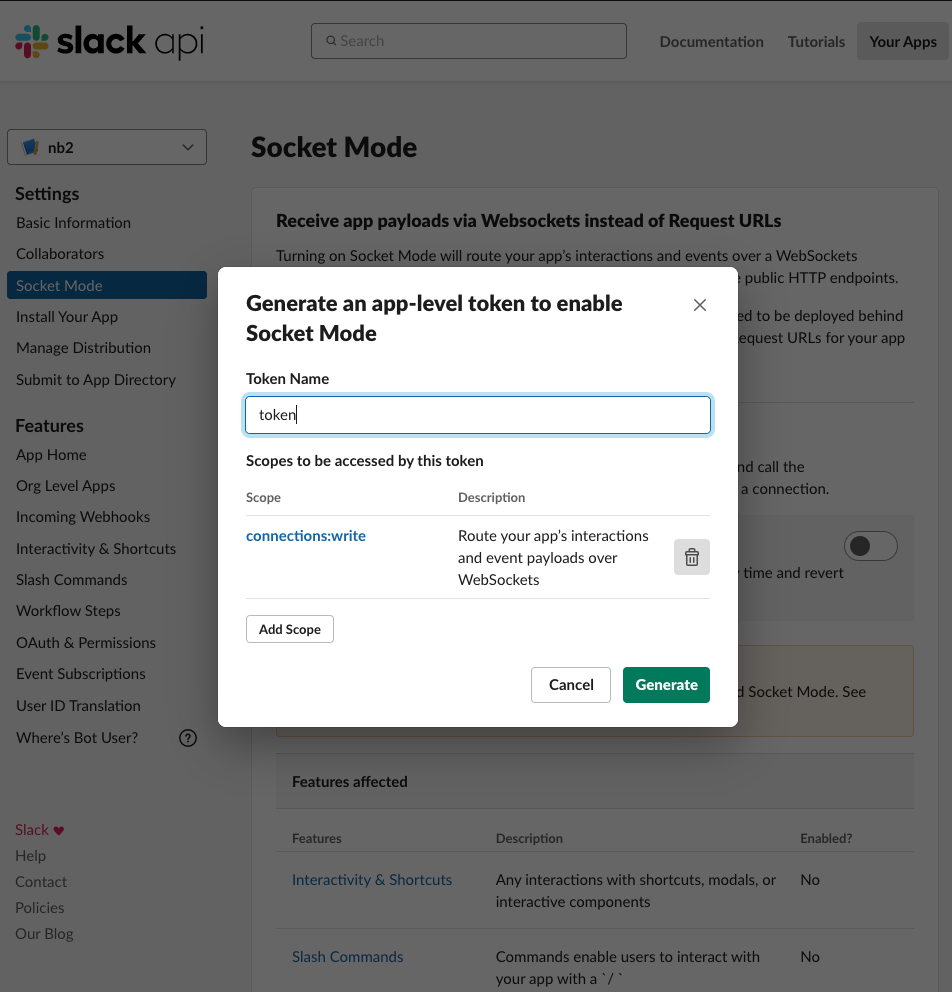 slack api
Search
Documentation
Tutorials
Your Apps
nb2
Settings
Basic Information
Collaborators
Socket Mode
Install Your App
Manage Distribution
Submit to App Directory
Features
App Home
Org Level Apps
Incoming Webhooks
Interactivity & Shortcuts
Slash Commands
Workflow Steps
OAuth & Permissions
Event Subscriptions
User ID Translation
Where's Bot User?
?
Slack
Help
Contact
Policies
Our Blog
Socket Mode
Receive app payloads via Websockets instead of Request URLs
Turning on Socket Mode will route your app's interactions and events over a WebSockets
public HTTP endpoints.
ed to be deployed behind
equest URLs for your app
nd call the
a connection.
time and revert
d Socket Mode. See
Generate an app-level token to enable
Socket Mode
Token Name
token
Scopes to be accessed by this token
Scope Description
connections:write Route your app's interactions
and event payloads over
WebSockets
Add Scope
Cancel Generate
Features affected
Features Description Enabled?
Interactivity & Shortcuts Any interactions with shortcuts, modals, or No
interactive components
Slash Commands Commands enable users to interact with No
your app with a `/ `